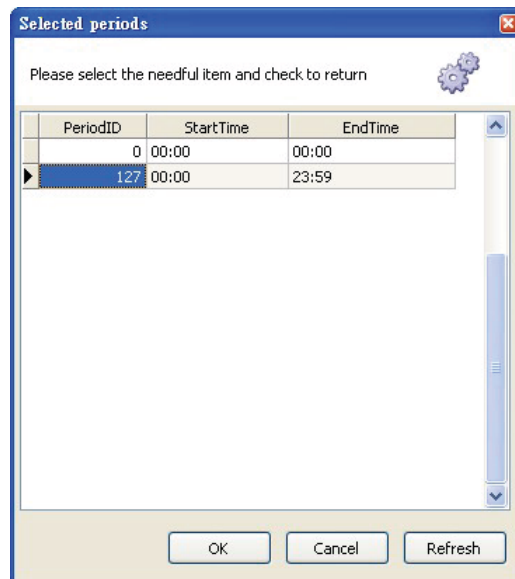 Selected periods
Please select the needful item and check to return
PeriodID StartTime EndTime
0 00:00 00:00
127 00:00 23:59
OK Cancel Refresh